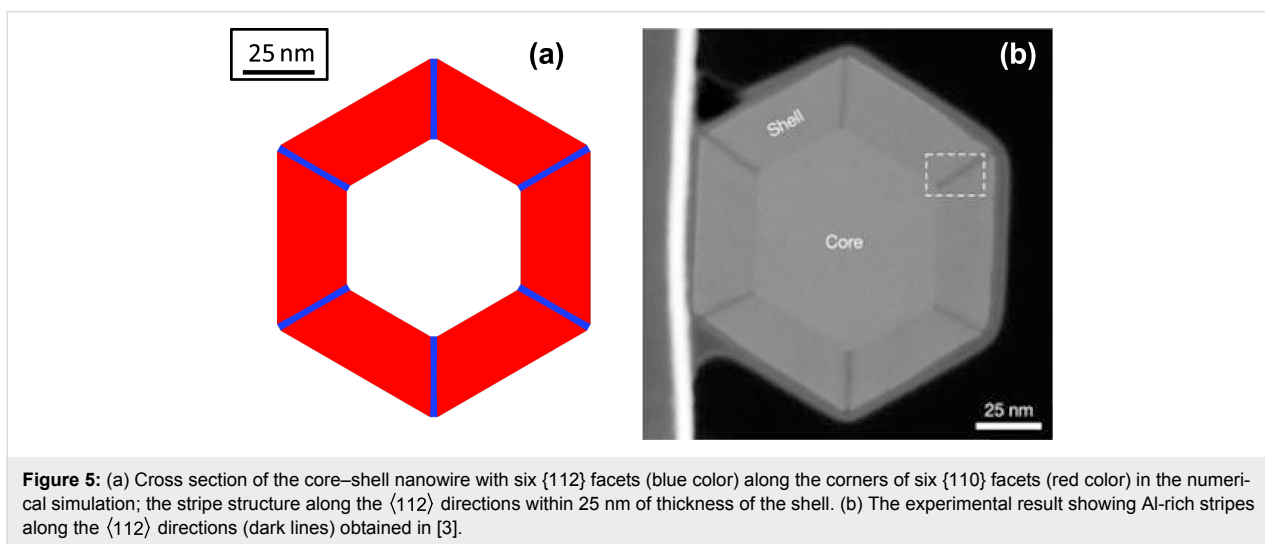 25 nm
(a)
(b)
Shell
Core
25 nm
Figure 5: (a) Cross section of the core–shell nanowire with six {112} facets (blue color) along the corners of six {110} facets (red color) in the numeri-
cal simulation; the stripe structure along the ⟨112⟩ directions within 25 nm of thickness of the shell. (b) The experimental result showing Al-rich stripes
along the ⟨112⟩ directions (dark lines) obtained in [3].